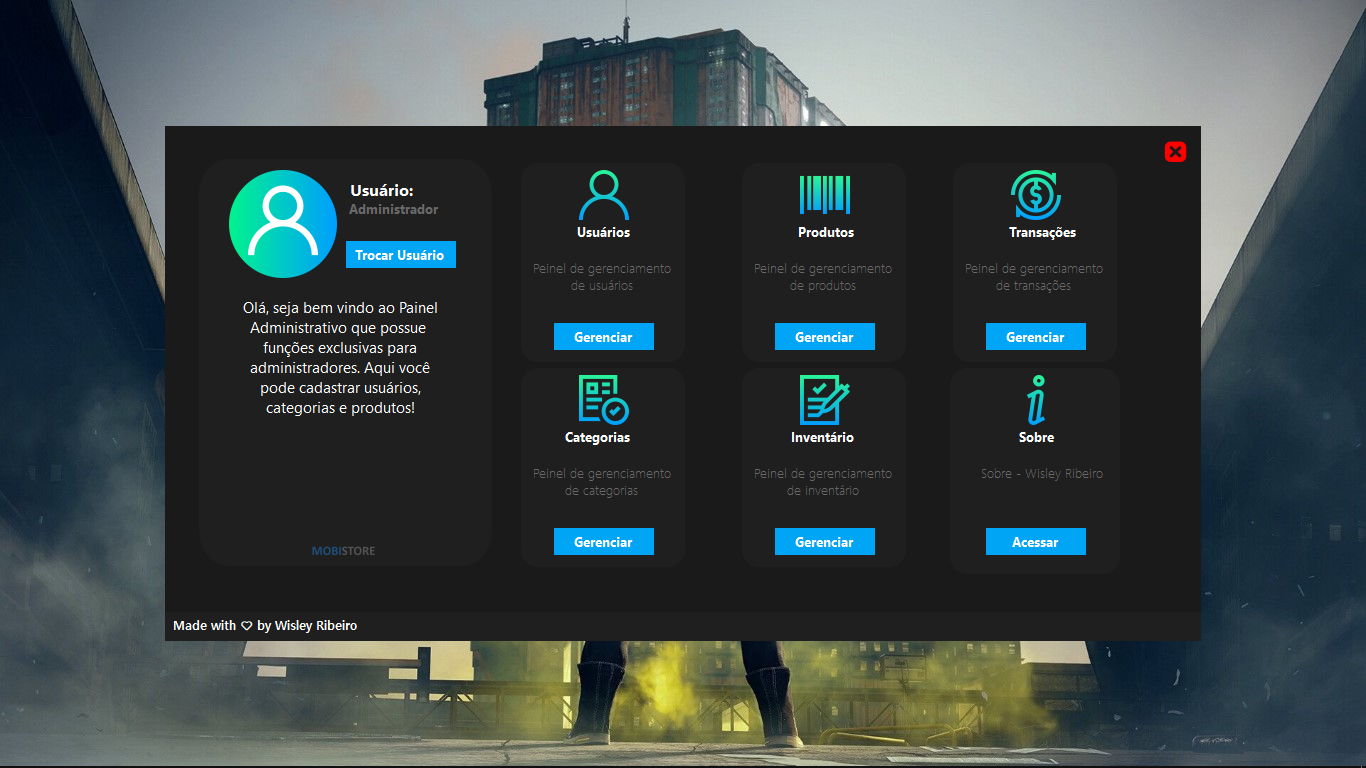 Usuário:
Administrador
Trocar Usuário
Olá, seja bem vindo ao Painel
Administrativo que possue
funções exclusivas para
administradores. Aqui você
pode cadastrar usuários,
categorias e produtos!
MOBISTORE
Usuários
Peinel de gerenciamento
de usuários
Gerenciar
Produtos
Peinel de gerenciamento
de produtos
Gerenciar
Transações
Peinel de gerenciamento
de transações
Gerenciar
Categorias
Peinel de gerenciamento
de categorias
Gerenciar
Inventário
Peinel de gerenciamento
de inventário
Gerenciar
Sobre
Sobre - Wisley Ribeiro
Acessar
Made with ♡ by Wisley Ribeiro